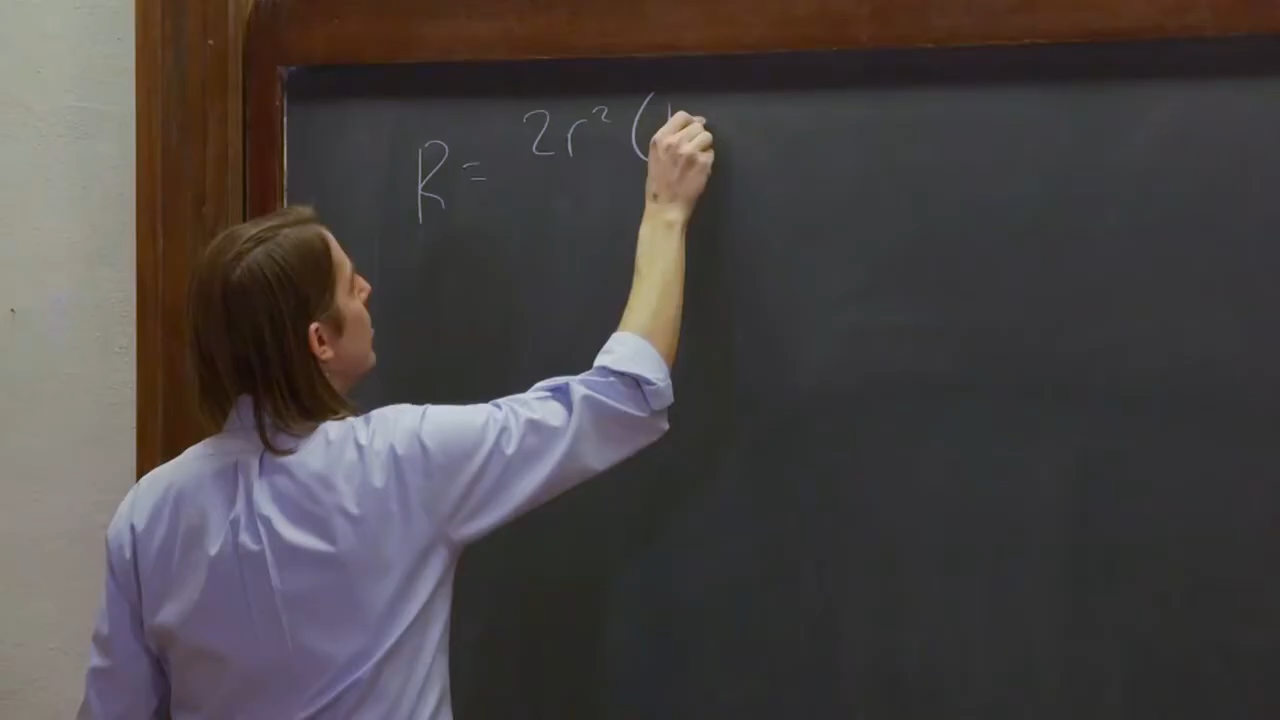 R = 2r² (